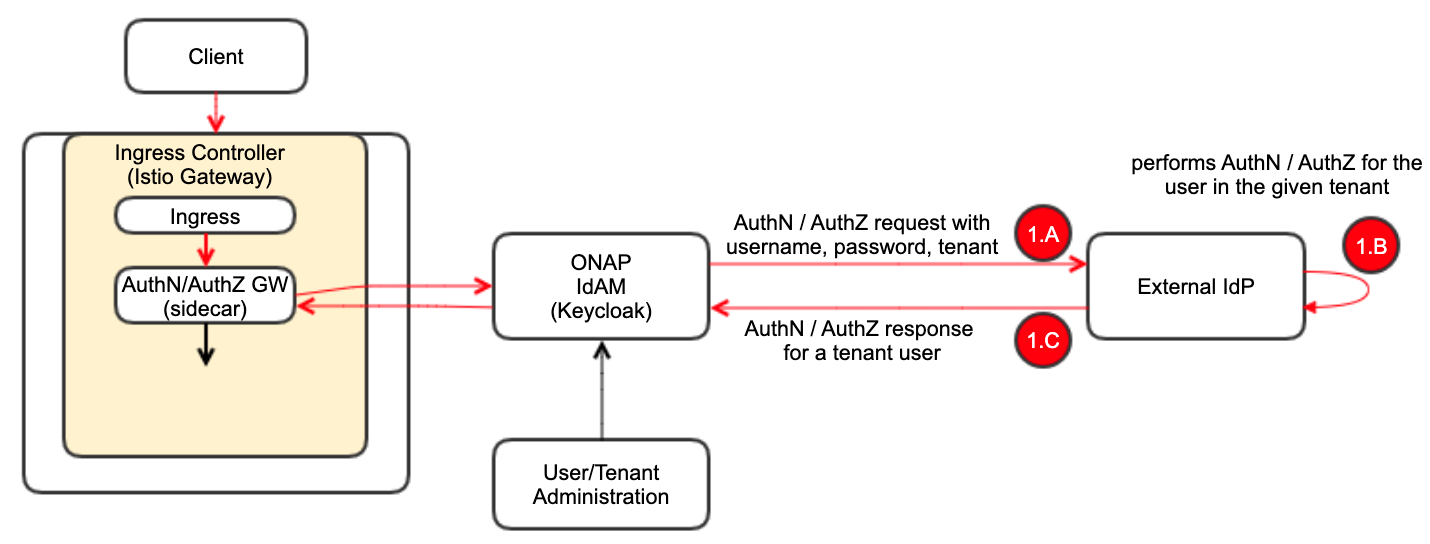 Client
Ingress Controller
(Istio Gateway)
Ingress
AuthN/AuthZ GW
(sidecar)
ONAP
IdAM
(Keycloak)
User/Tenant
Administration
AuthN / AuthZ request with
username, password, tenant
1.A
AuthN / AuthZ response
for a tenant user
1.C
External IdP
performs AuthN / AuthZ for the
user in the given tenant
1.B